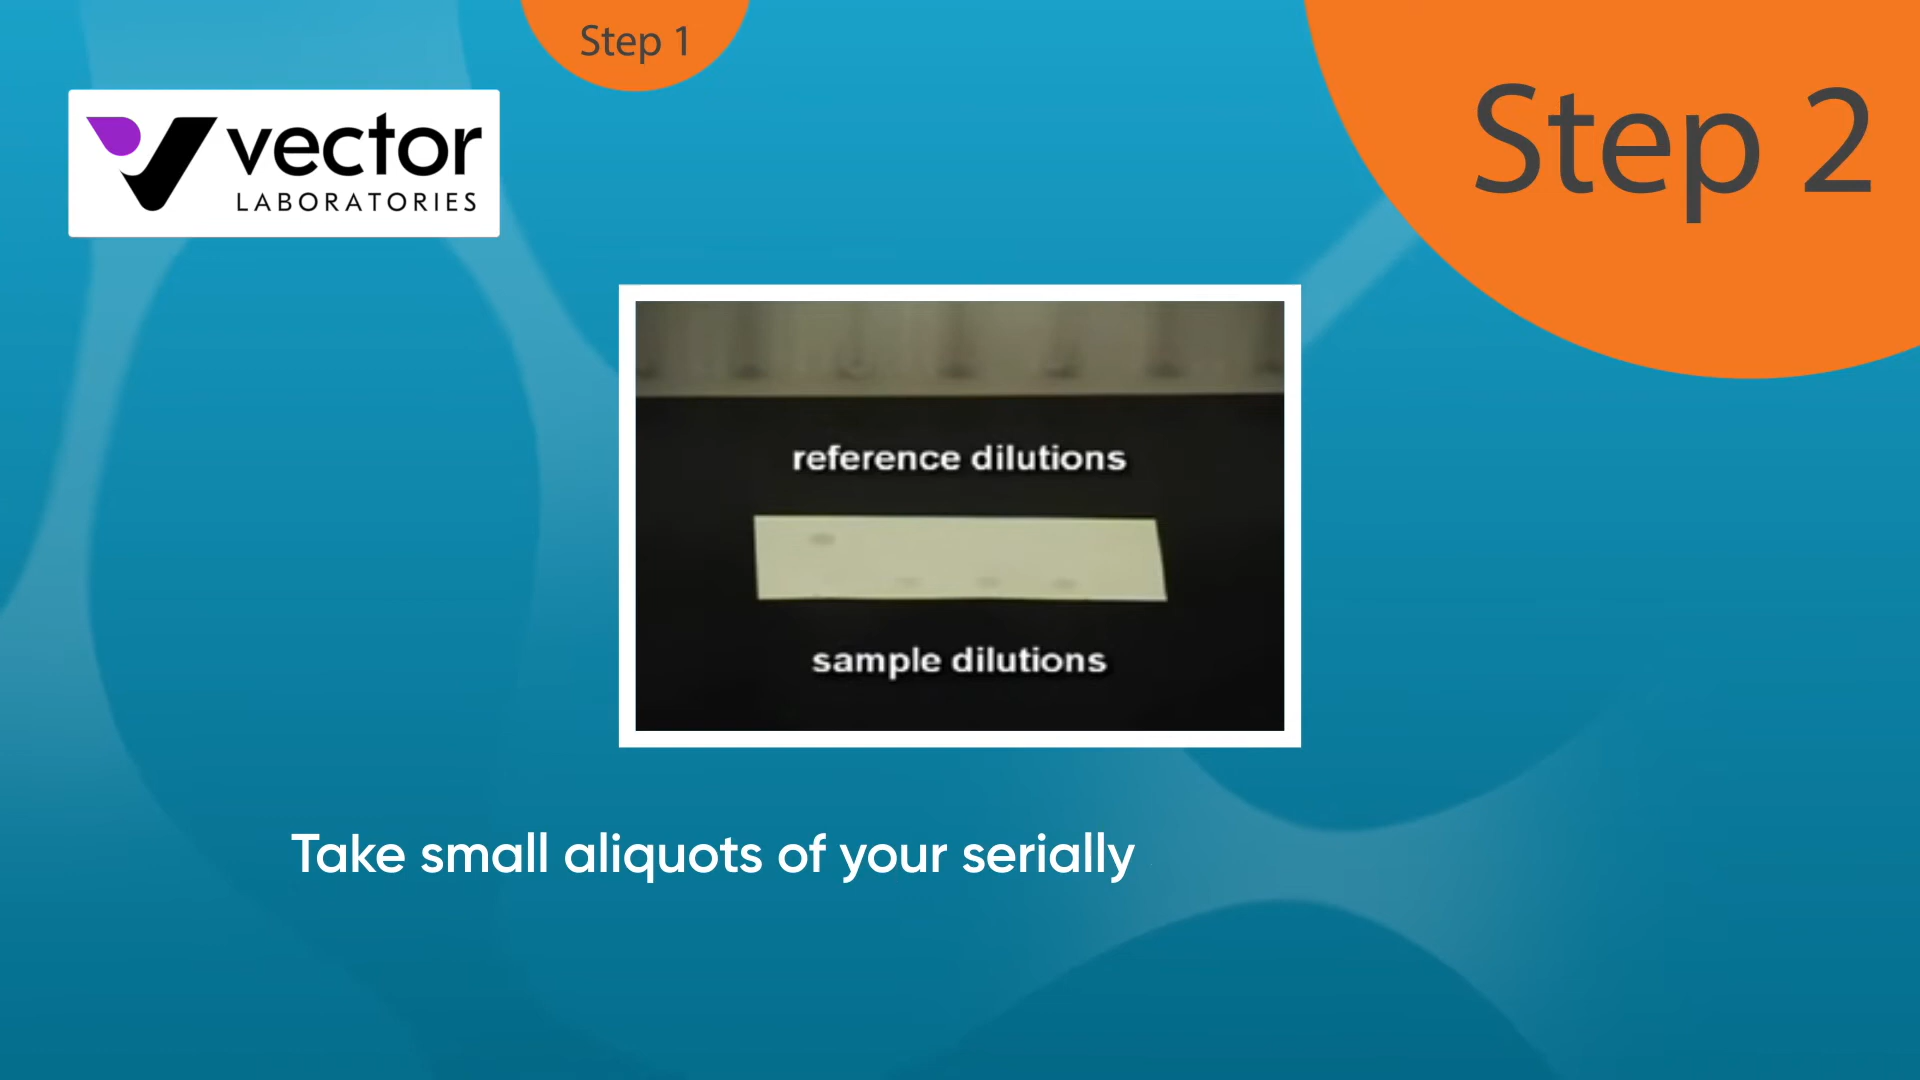 Step 1
Step 2
vector
LABORATORIES
reference dilutions
sample dilutions
Take small aliquots of your serially